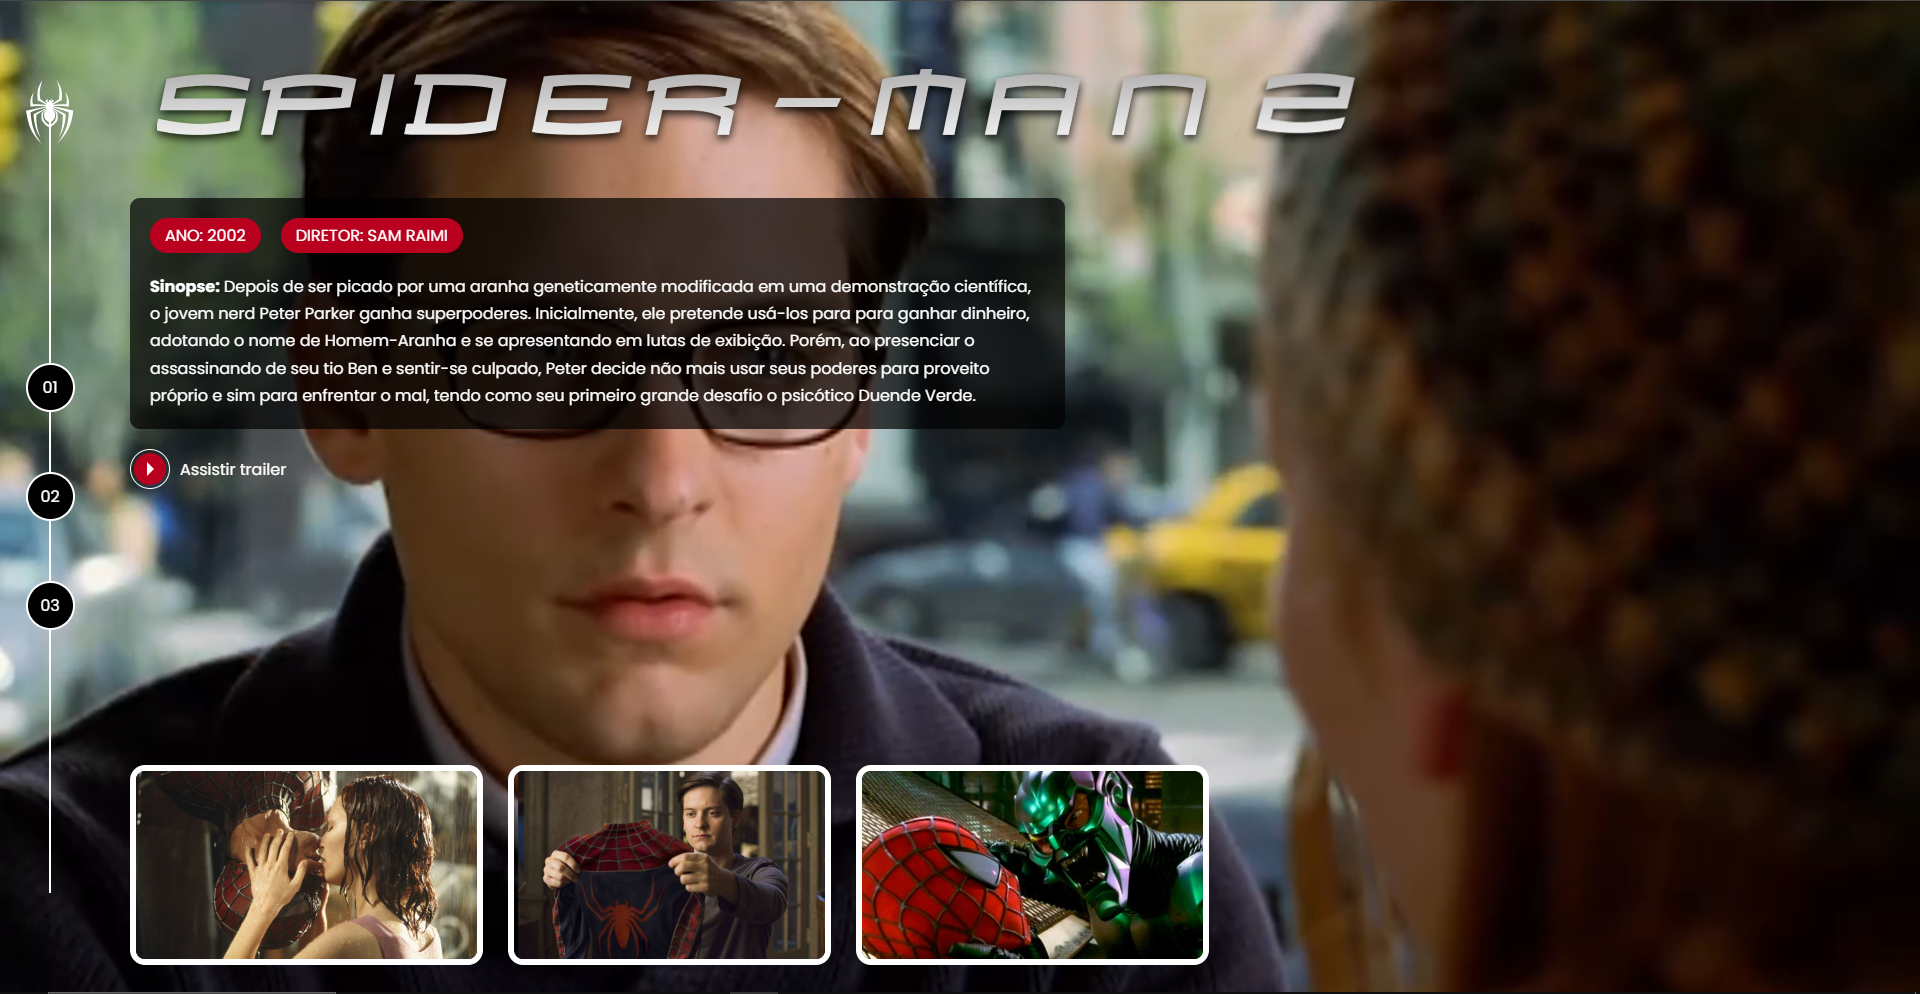 SPIDER-MAN 2
ANO: 2002 DIRETOR: SAM RAIMI
Sinopse: Depois de ser picado por uma aranha geneticamente modificada em uma demonstração científica,
o jovem nerd Peter Parker ganha superpoderes. Inicialmente, ele pretende usá-los para para ganhar dinheiro,
adotando o nome de Homem-Aranha e se apresentando em lutas de exibição. Porém, ao presenciar o
assassinando de seu tio Ben e sentir-se culpado, Peter decide não mais usar seus poderes para proveito
próprio e sim para enfrentar o mal, tendo como seu primeiro grande desafio o psicótico Duende Verde.
01
Assistir trailer
02
03